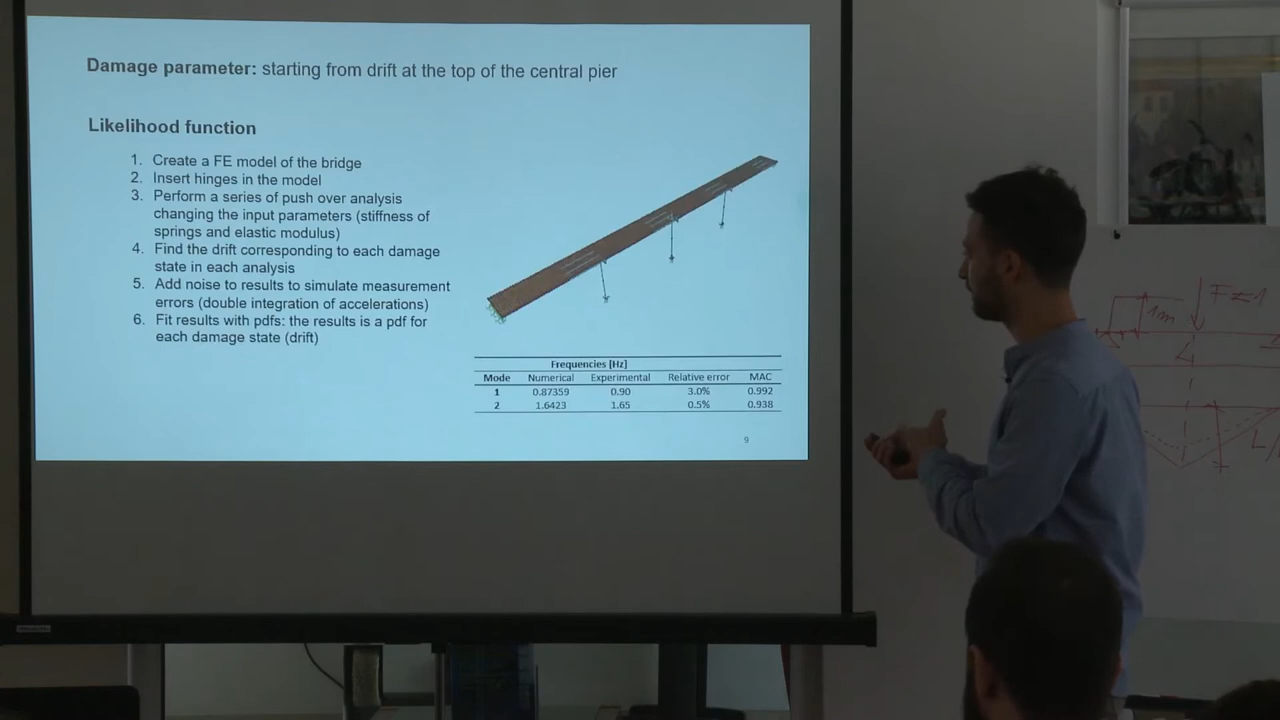 Damage parameter: starting from drift at the top of the central pier
Likelihood function
1. Create a FE model of the bridge
2. Insert hinges in the model
3. Perform a series of push over analysis
changing the input parameters (stiffness of
springs and elastic modulus)
4. Find the drift corresponding to each damage
state in each analysis
5. Add noise to results to simulate measurement
errors (double integration of accelerations)
6. Fit results with pdfs: the results is a pdf for
each damage state (drift)
Frequencies [Hz]
Mode Numerical Experimental Relative error MAC
1 0.87359 0.90 3.0% 0.992
2 1.6423 1.65 0.5% 0.938
9
1m